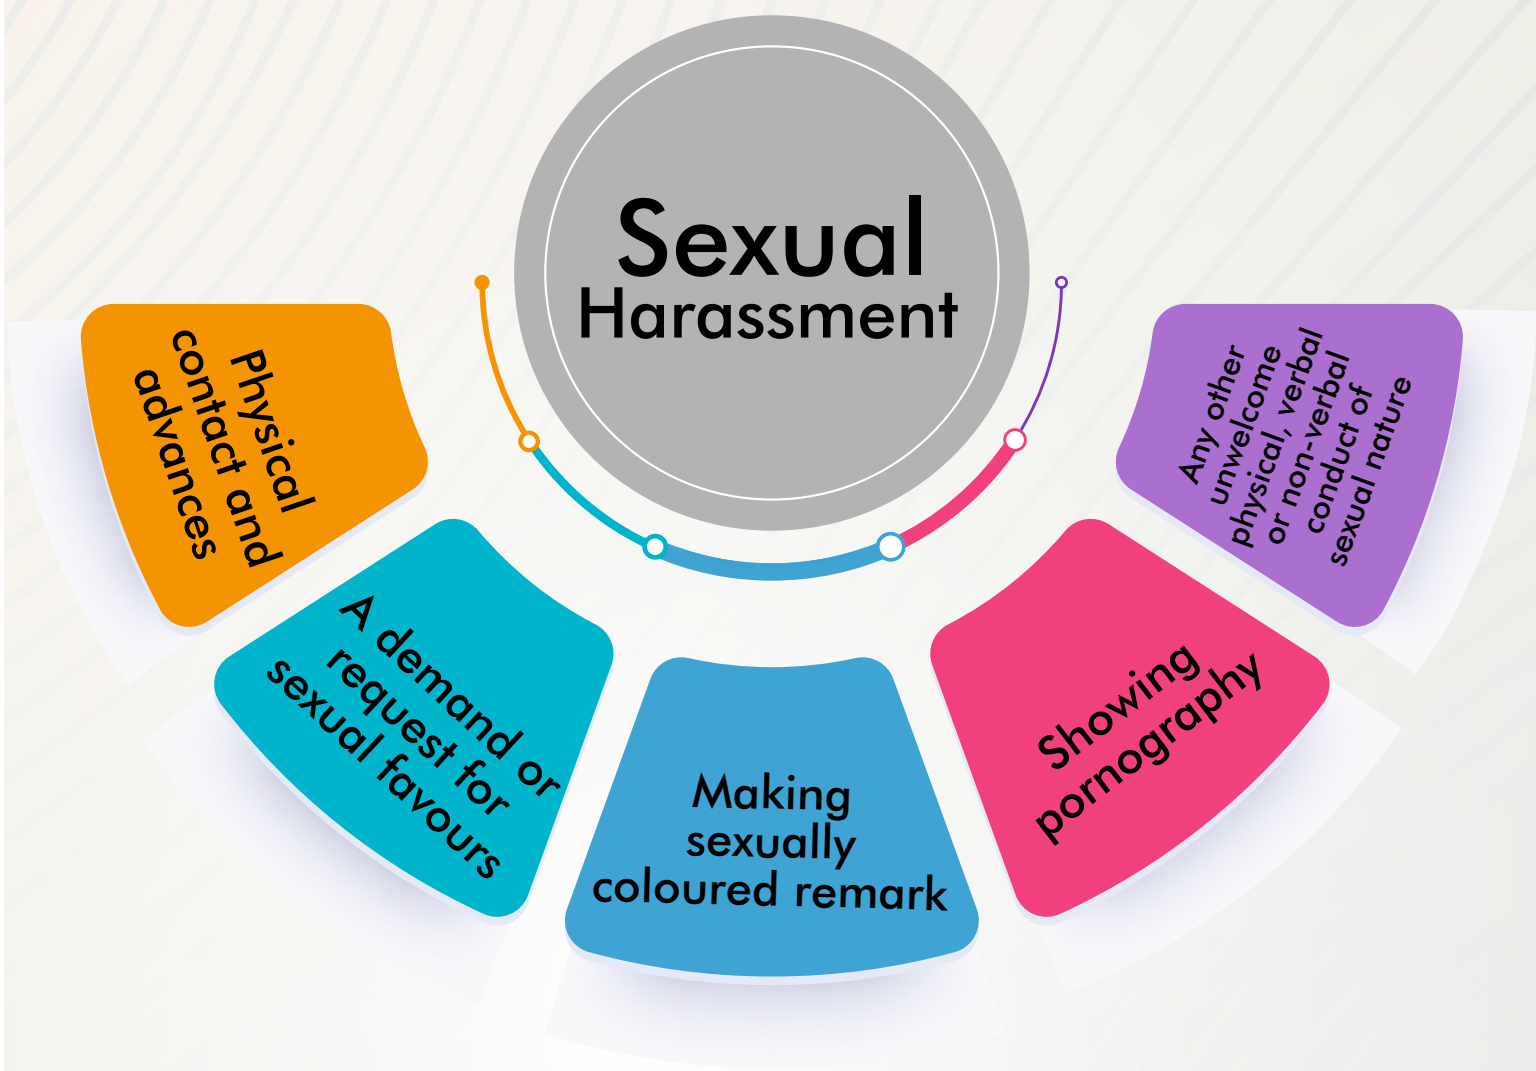 Sexual
Harassment
Physical
contact and
advances
A demand or
request for
sexual favours
Making
sexually
coloured remark
Showing
pornography
Any other
unwelcome
physical, verbal
or non-verbal
conduct of
sexual nature